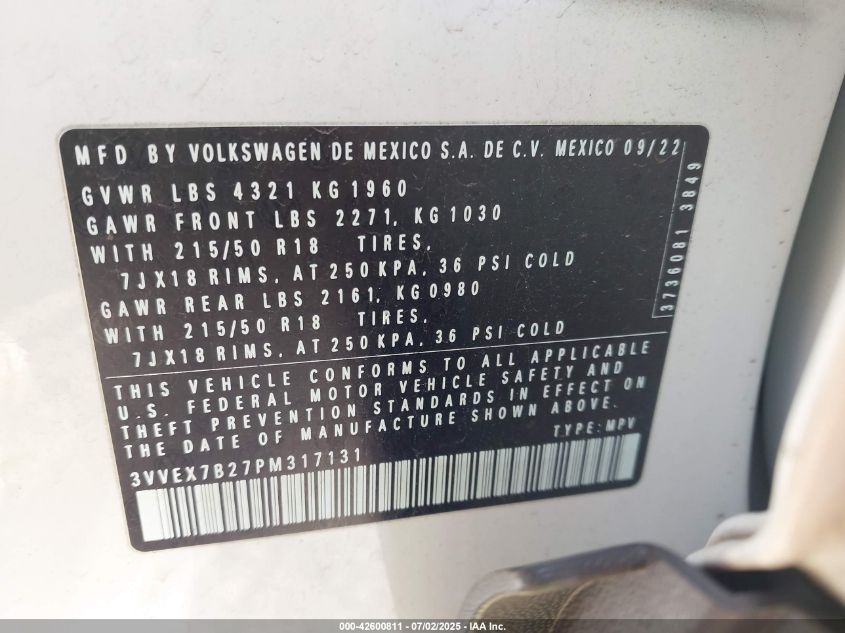 MFD BY VOLKSWAGEN DE MEXICO S.A. DE C.V. MEXICO 09/22
GVWR LBS 4321 KG 1960
GAWR FRONT LBS 2271, KG 1030
WITH 215/50 R18 TIRES,
7JX18 RIMS, AT 250 KPA, 36 PSI COLD
GAWR REAR LBS 2161, KG 0980
WITH 215/50 R18 TIRES,
7JX18 RIMS, AT 250 KPA, 36 PSI COLD
3736081 3849
THIS VEHICLE CONFORMS TO ALL APPLICABLE
U.S. FEDERAL MOTOR VEHICLE SAFETY AND
THEFT PREVENTION STANDARDS IN EFFECT ON
THE DATE OF MANUFACTURE SHOWN ABOVE.
3VVEX7B27PM317131 TYPE: MPV
000-42600811 - 07/02/2025 - IAA Inc.